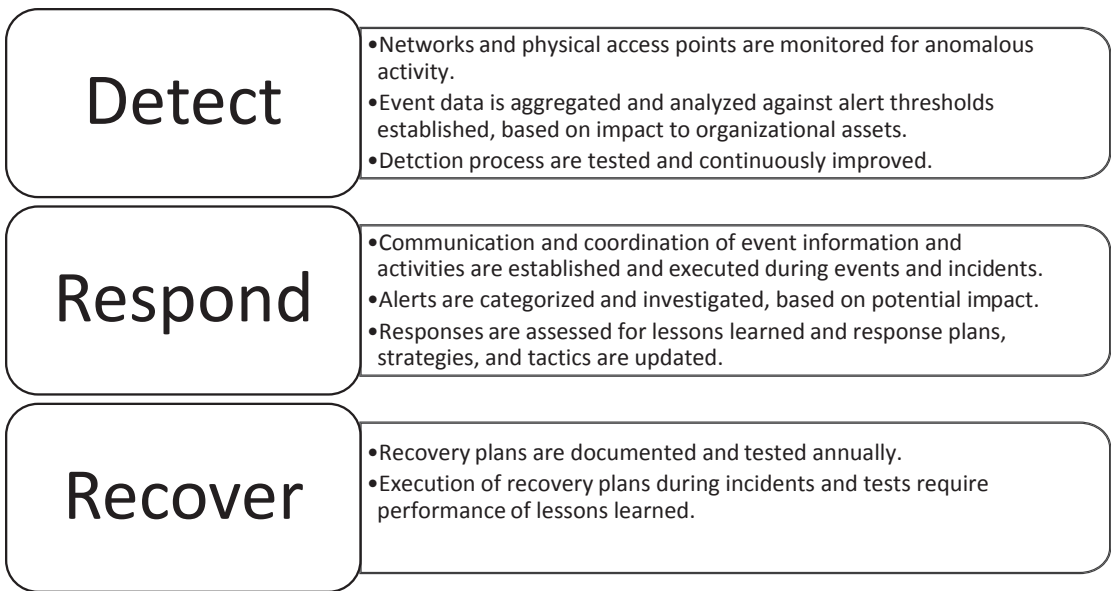 Detect
•Networks and physical access points are monitored for anomalous
activity.
•Event data is aggregated and analyzed against alert thresholds
established, based on impact to organizational assets.
•Detction process are tested and continuously improved.
Respond
•Communication and coordination of event information and
activities are established and executed during events and incidents.
•Alerts are categorized and investigated, based on potential impact.
•Responses are assessed for lessons learned and response plans,
strategies, and tactics are updated.
Recover
•Recovery plans are documented and tested annually.
•Execution of recovery plans during incidents and tests require
performance of lessons learned.